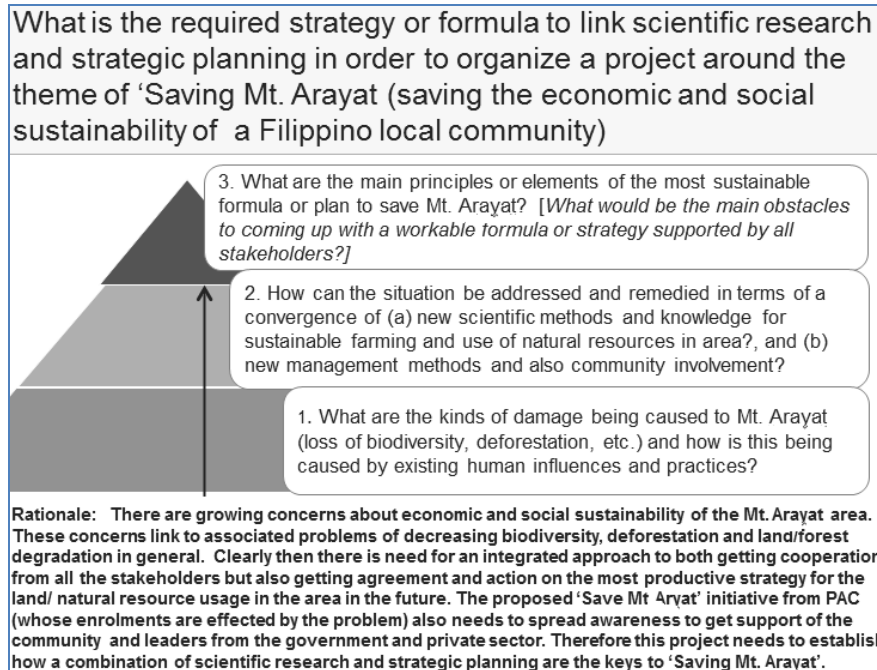 What is the required strategy or formula to link scientific research
and strategic planning in order to organize a project around the
theme of ‘Saving Mt. Arayat (saving the economic and social
sustainability of a Filippino local community)
3. What are the main principles or elements of the most sustainable
formula or plan to save Mt. Arayat? [What would be the main obstacles
to coming up with a workable formula or strategy supported by all
stakeholders?]
2. How can the situation be addressed and remedied in terms of a
convergence of (a) new scientific methods and knowledge for
sustainable farming and use of natural resources in area?, and (b)
new management methods and also community involvement?
1. What are the kinds of damage being caused to Mt. Arayat
(loss of biodiversity, deforestation, etc.) and how is this being
caused by existing human influences and practices?
Rationale: There are growing concerns about economic and social sustainability of the Mt. Arayat area.
These concerns link to associated problems of decreasing biodiversity, deforestation and land/forest
degradation in general. Clearly then there is need for an integrated approach to both getting cooperation
from all the stakeholders but also getting agreement and action on the most productive strategy for the
land/ natural resource usage in the area in the future. The proposed ‘Save Mt Aryat’ initiative from PAC
(whose enrolments are effected by the problem) also needs to spread awareness to get support of the
community and leaders from the government and private sector. Therefore this project needs to establis
how a combination of scientific research and strategic planning are the keys to ‘Saving Mt. Arayat’.